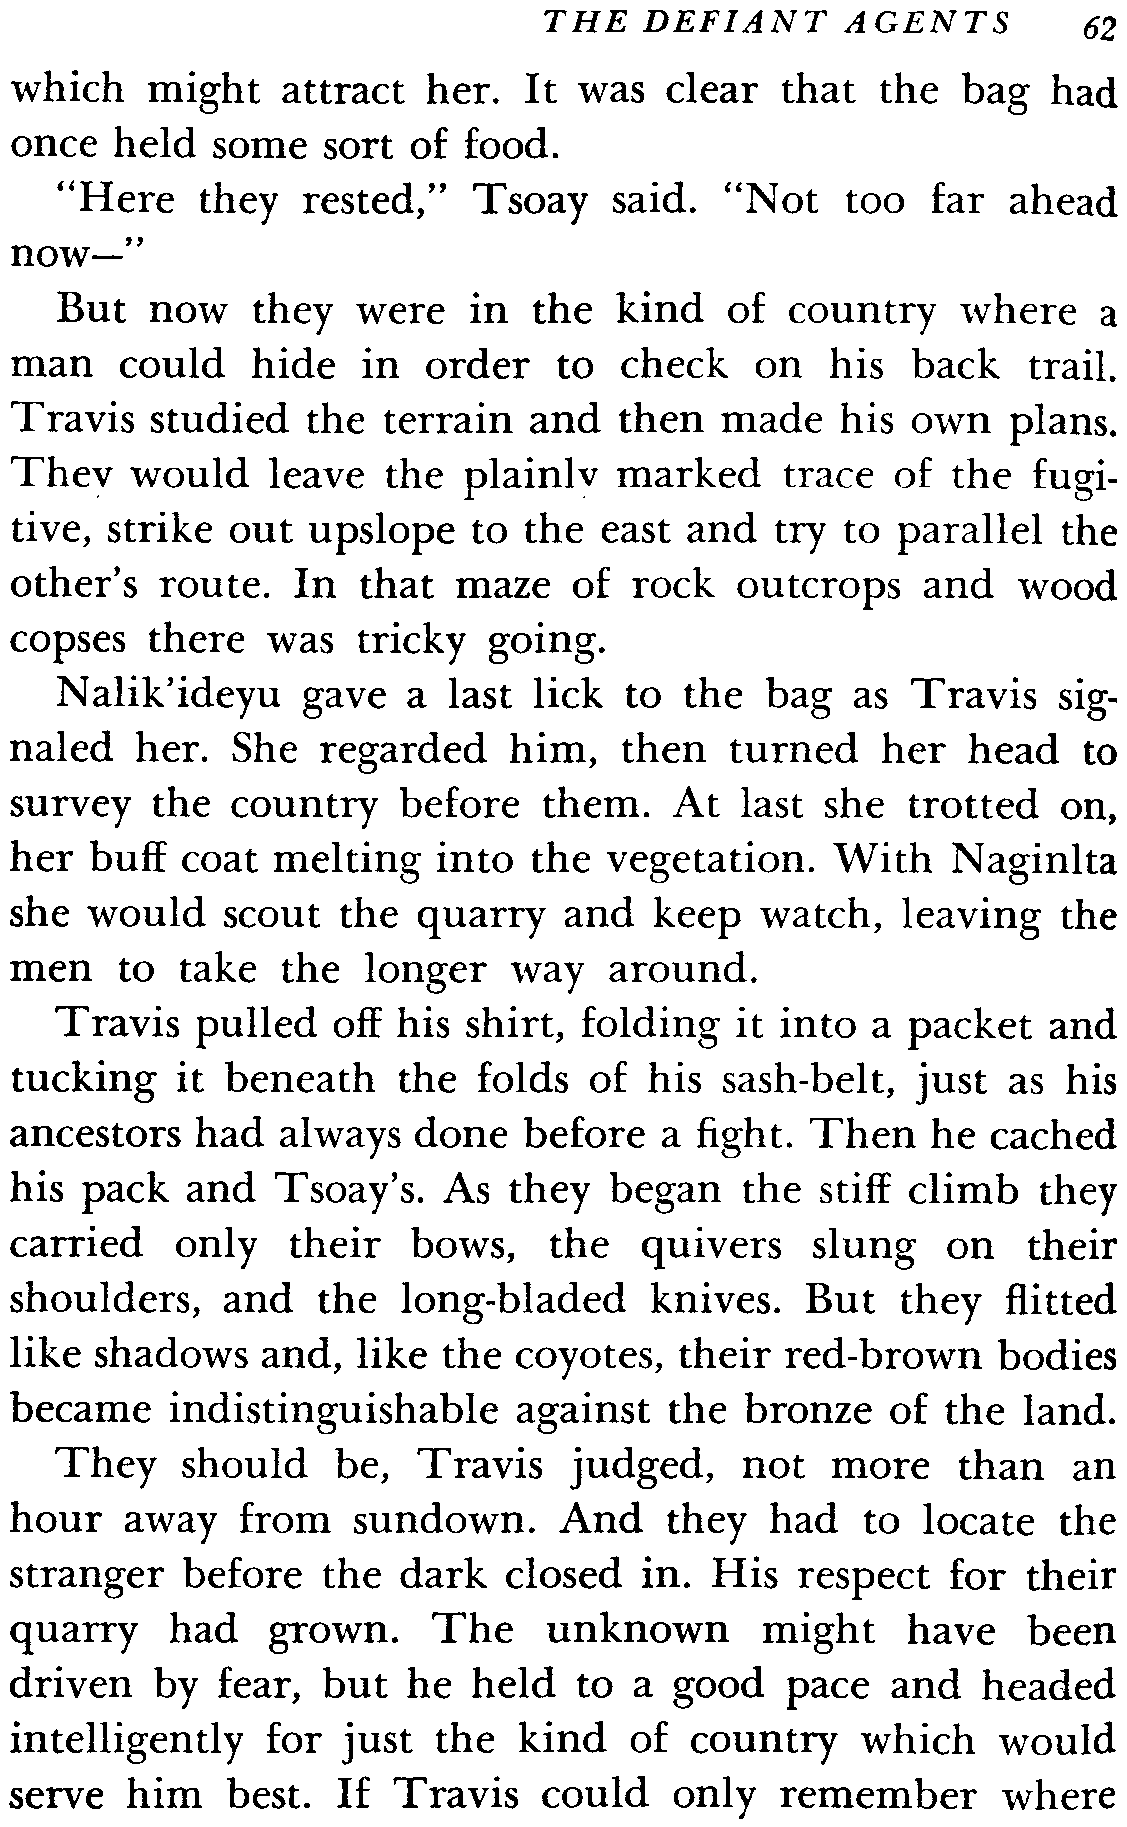 THE DEFIANT AGENTS 62
which might attract her. It was clear that the bag had
once held some sort of food.
“Here they rested,” Tsoay said. “Not too far ahead
now—”
But now they were in the kind of country where a
man could hide in order to check on his back trail.
Travis studied the terrain and then made his own plans.
They would leave the plainly marked trace of the fugi-
tive, strike out upslope to the east and try to parallel the
other’s route. In that maze of rock outcrops and wood
copses there was tricky going.
Nalik’ideyu gave a last lick to the bag as Travis sig-
naled her. She regarded him, then turned her head to
survey the country before them. At last she trotted on,
her buff coat melting into the vegetation. With Naginlta
she would scout the quarry and keep watch, leaving the
men to take the longer way around.
Travis pulled off his shirt, folding it into a packet and
tucking it beneath the folds of his sash-belt, just as his
ancestors had always done before a fight. Then he cached
his pack and Tsoay’s. As they began the stiff climb they
carried only their bows, the quivers slung on their
shoulders, and the long-bladed knives. But they flitted
like shadows and, like the coyotes, their red-brown bodies
became indistinguishable against the bronze of the land.
They should be, Travis judged, not more than an
hour away from sundown. And they had to locate the
stranger before the dark closed in. His respect for their
quarry had grown. The unknown might have been
driven by fear, but he held to a good pace and headed
intelligently for just the kind of country which would
serve him best. If Travis could only remember where